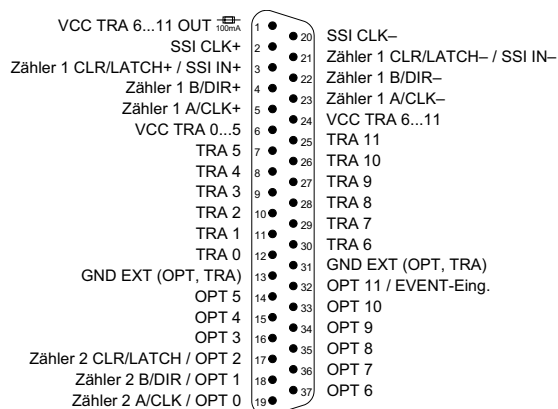 VCC TRA 6...11 OUT 100mA 1
SSI CLK+ 2
Zähler 1 CLR/LATCH+ / SSI IN+ 3
Zähler 1 B/DIR+ 4
Zähler 1 A/CLK+ 5
VCC TRA 0...5 6
TRA 5 7
TRA 4 8
TRA 3 9
TRA 2 10
TRA 1 11
TRA 0 12
GND EXT (OPT, TRA) 13
OPT 5 14
OPT 4 15
OPT 3 16
Zähler 2 CLR/LATCH / OPT 2 17
Zähler 2 B/DIR / OPT 1 18
Zähler 2 A/CLK / OPT 0 19
20 SSI CLK–
21 Zähler 1 CLR/LATCH– / SSI IN–
22 Zähler 1 B/DIR–
23 Zähler 1 A/CLK–
24 VCC TRA 6...11
25 TRA 11
26 TRA 10
27 TRA 9
28 TRA 8
29 TRA 7
30 TRA 6
31 GND EXT (OPT, TRA)
32 OPT 11 / EVENT-Eing.
33 OPT 10
34 OPT 9
35 OPT 8
36 OPT 7
37 OPT 6